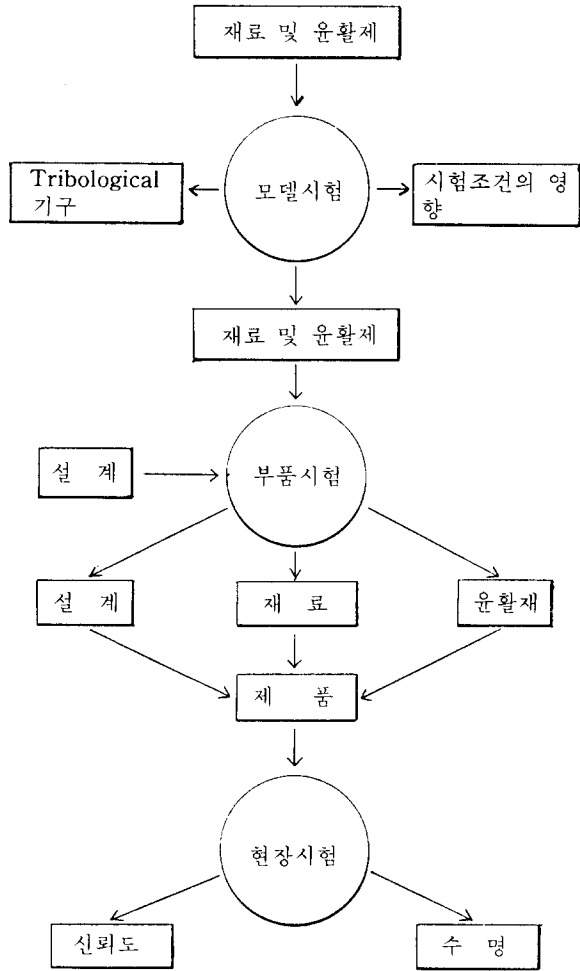 재료 및 윤활제
Tribological
기구
모델시험
시험조건의 영
향
재료 및 윤활제
설 계
부품시험
설 계
재 료
윤활재
제 품
현장시험
신뢰도
수 명